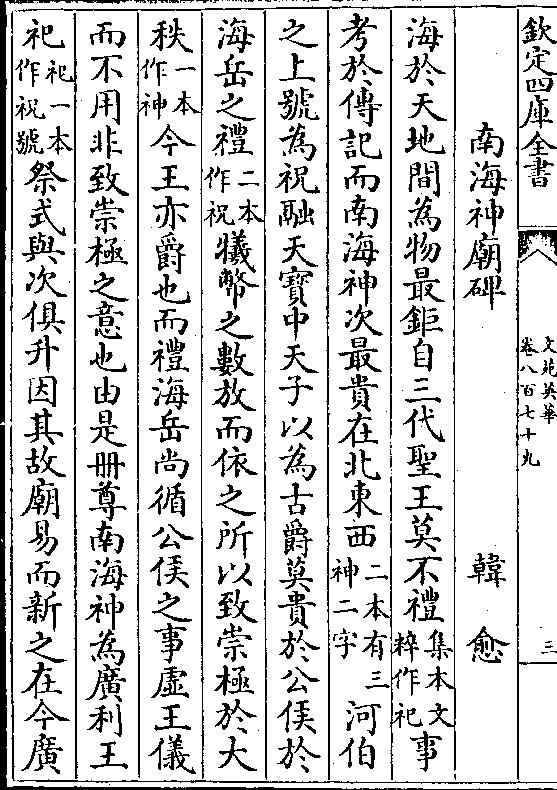 欽定四庫全書
文苑英華
卷八百七十九
三
南海神廟碑 韓愈
海於天地間為物最鉅自三代聖王莫不禮集本文粹作祀事
考於傳記而南海神次最貴在北東西二本有三神二字河伯
之上號為祝融天寶中天子以為古爵莫貴於公侯於
海岳之禮二本作祝犧幣之數放而依之所以致崇極於大
秩一本作神今王亦爵也而禮海岳尚循公侯之事虛王儀
而不用非致崇極之意也由是册尊南海神為廣利王
祀祀一本作祝號祭式與次俱升因其故廟易而新之在今廣